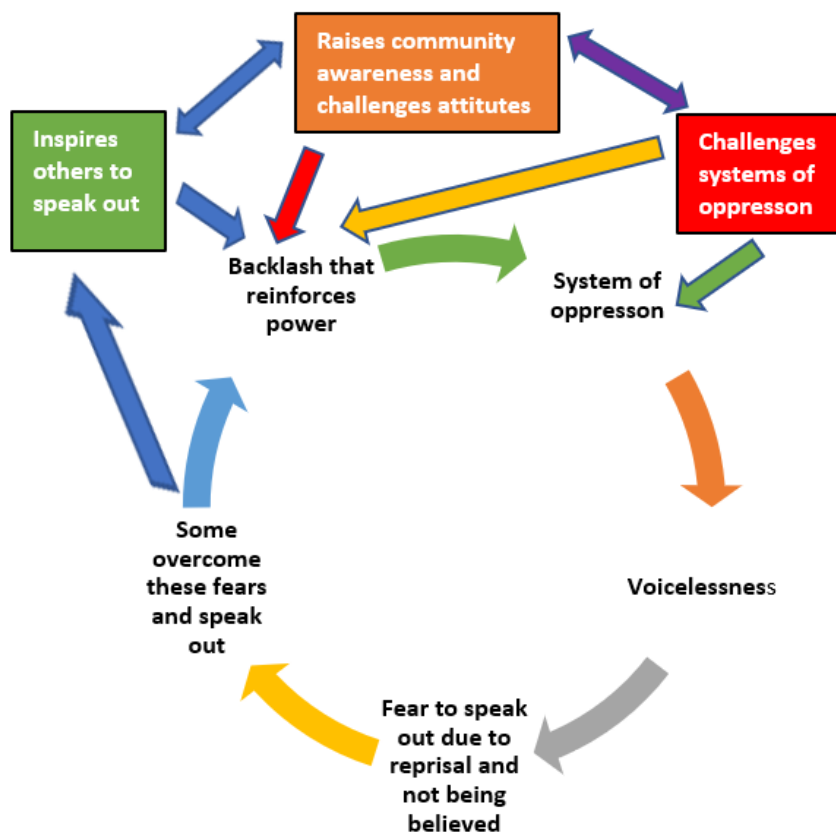 Raises community
awareness and
challenges attitutes
Inspires
others to
speak out
Challenges
systems of
oppresson
Backlash that
reinforces
power
System of
oppresson
Some
overcome
these fears
and speak
out
Voicelessness
Fear to speak
out due to
reprisal and
not being
believed